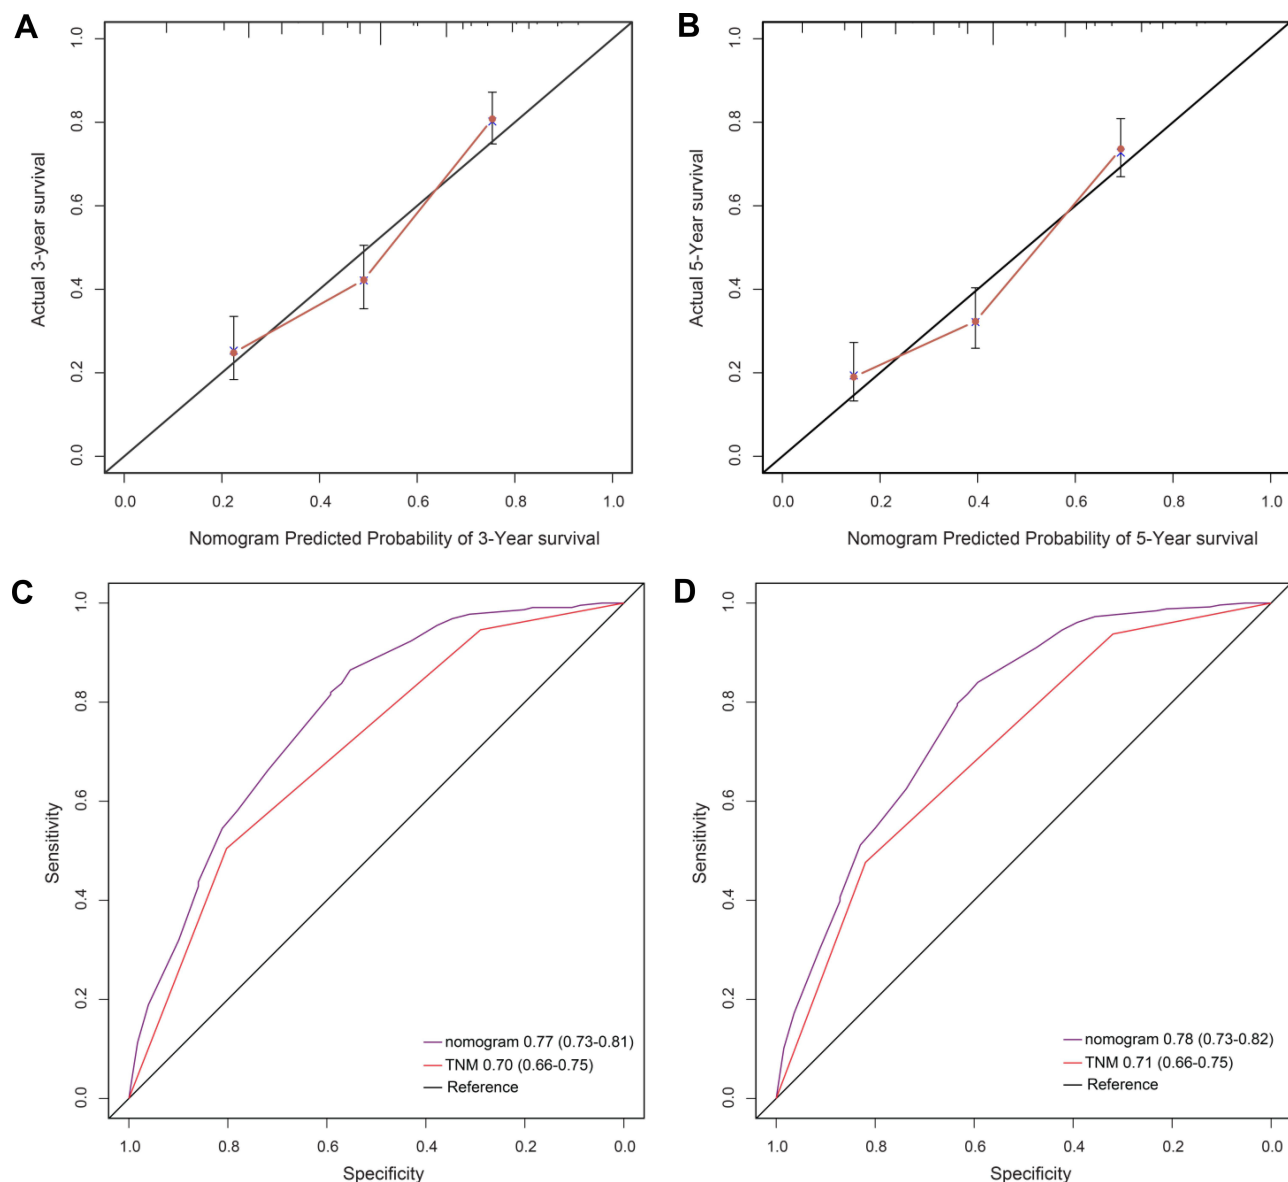 A
1.0
0.8
0.6
0.4
0.2
0.0
Actual 3-year survival
0.0 0.2 0.4 0.6 0.8 1.0
Nomogram Predicted Probability of 3-Year survival
B
1.0
0.8
0.6
0.4
0.2
0.0
Actual 5-Year survival
0.0 0.2 0.4 0.6 0.8 1.0
Nomogram Predicted Probability of 5-Year survival
C
1.0
0.8
0.6
0.4
0.2
0.0
Sensitivity
nomogram 0.77 (0.73-0.81)
TNM 0.70 (0.66-0.75)
Reference
1.0 0.8 0.6 0.4 0.2 0.0
Specificity
D
1.0
0.8
0.6
0.4
0.2
0.0
Sensitivity
nomogram 0.78 (0.73-0.82)
TNM 0.71 (0.66-0.75)
Reference
1.0 0.8 0.6 0.4 0.2 0.0
Specificity